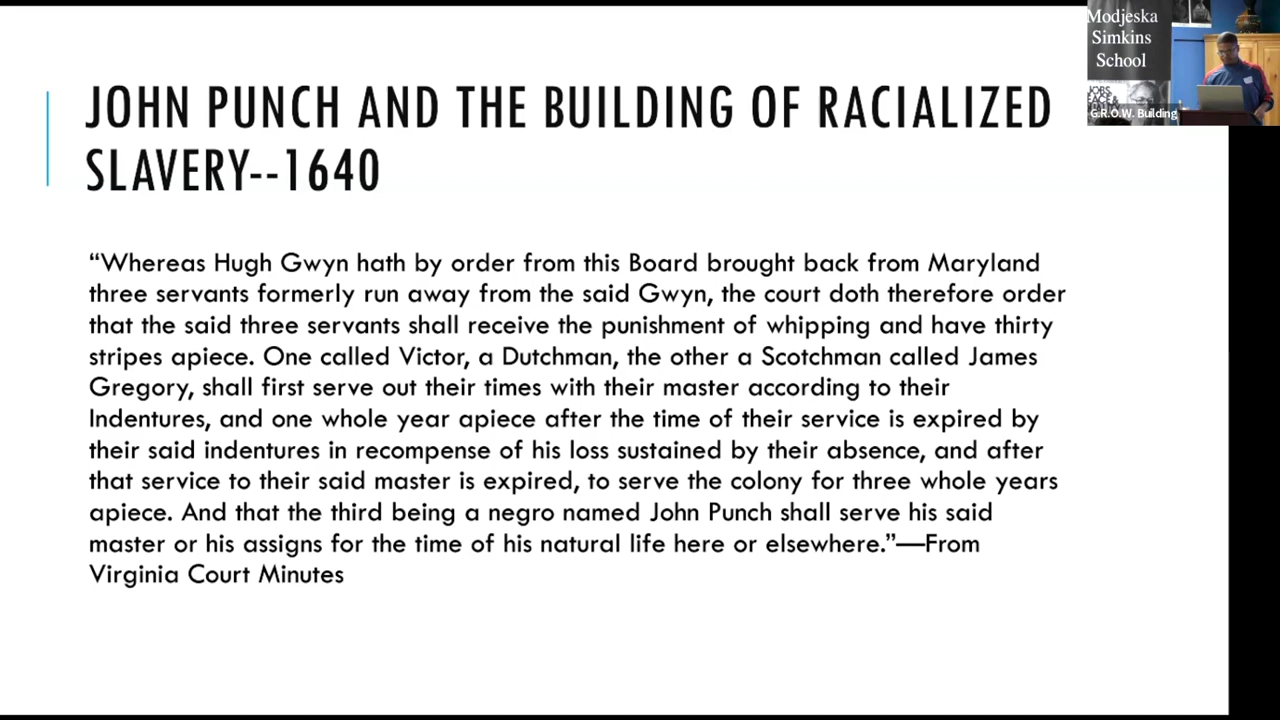 JOHN PUNCH AND THE BUILDING OF RACIALIZED
SLAVERY--1640
“Whereas Hugh Gwyn hath by order from this Board brought back from Maryland
three servants formerly run away from the said Gwyn, the court doth therefore order
that the said three servants shall receive the punishment of whipping and have thirty
stripes apiece. One called Victor, a Dutchman, the other a Scotchman called James
Gregory, shall first serve out their times with their master according to their
Indentures, and one whole year apiece after the time of their service is expired by
their said indentures in recompense of his loss sustained by their absence, and after
that service to their said master is expired, to serve the colony for three whole years
apiece. And that the third being a negro named John Punch shall serve his said
master or his assigns for the time of his natural life here or elsewhere.”—From
Virginia Court Minutes
Modjeska
Simkins
School
G.R.O.W. Building